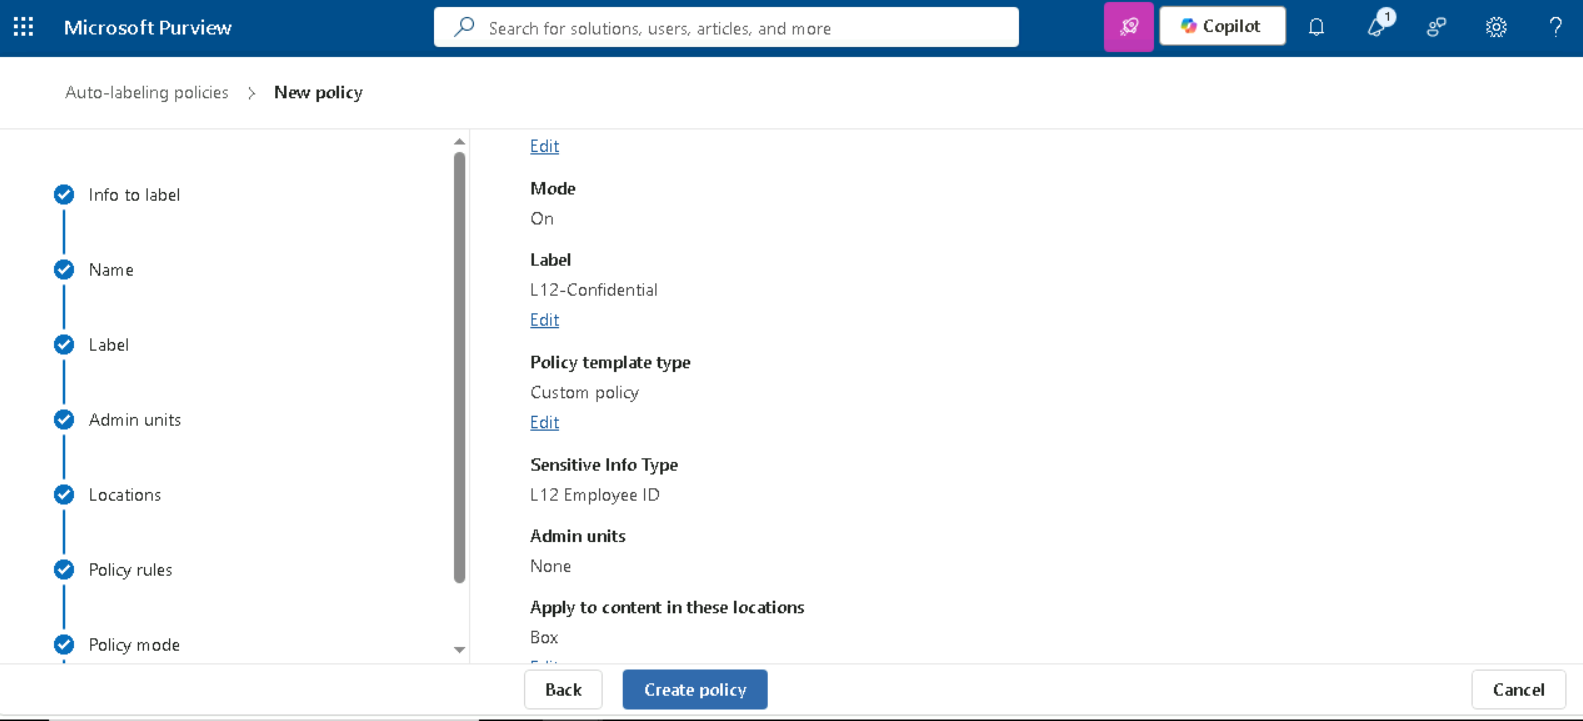 Microsoft Purview
Search for solutions, users, articles, and more
Copilot
1
?
Auto-labeling policies > New policy
Info to label
Name
Label
Admin units
Locations
Policy rules
Policy mode
Edit
Mode
On
Label
L12-Confidential
Edit
Policy template type
Custom policy
Edit
Sensitive Info Type
L12 Employee ID
Admin units
None
Apply to content in these locations
Box
Edit
Back
Create policy
Cancel